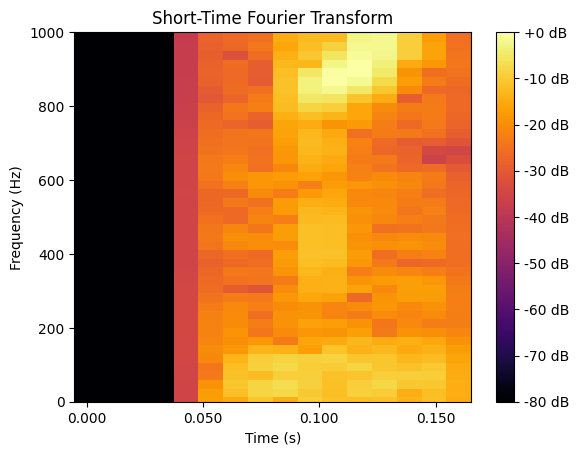 Short-Time Fourier Transform
1000
800
600
400
200
0
Frequency (Hz)
0.000
0.050
0.100
0.150
Time (s)
+0 dB
-10 dB
-20 dB
-30 dB
-40 dB
-50 dB
-60 dB
-70 dB
-80 dB